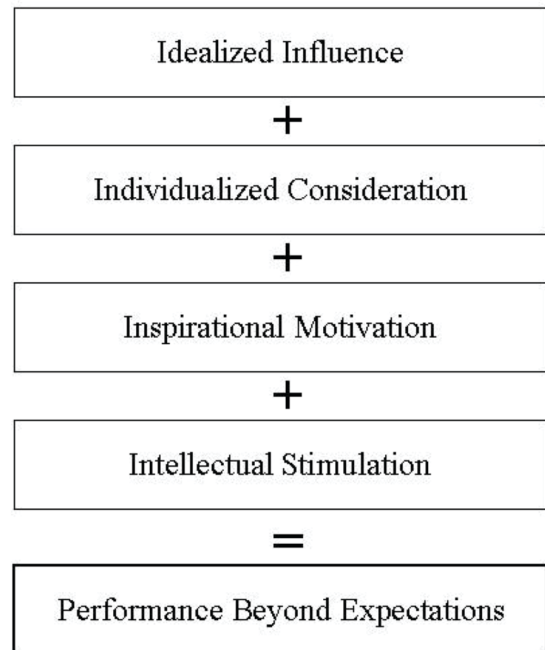 Idealized Influence
+
Individualized Consideration
+
Inspirational Motivation
+
Intellectual Stimulation
=
Performance Beyond Expectations